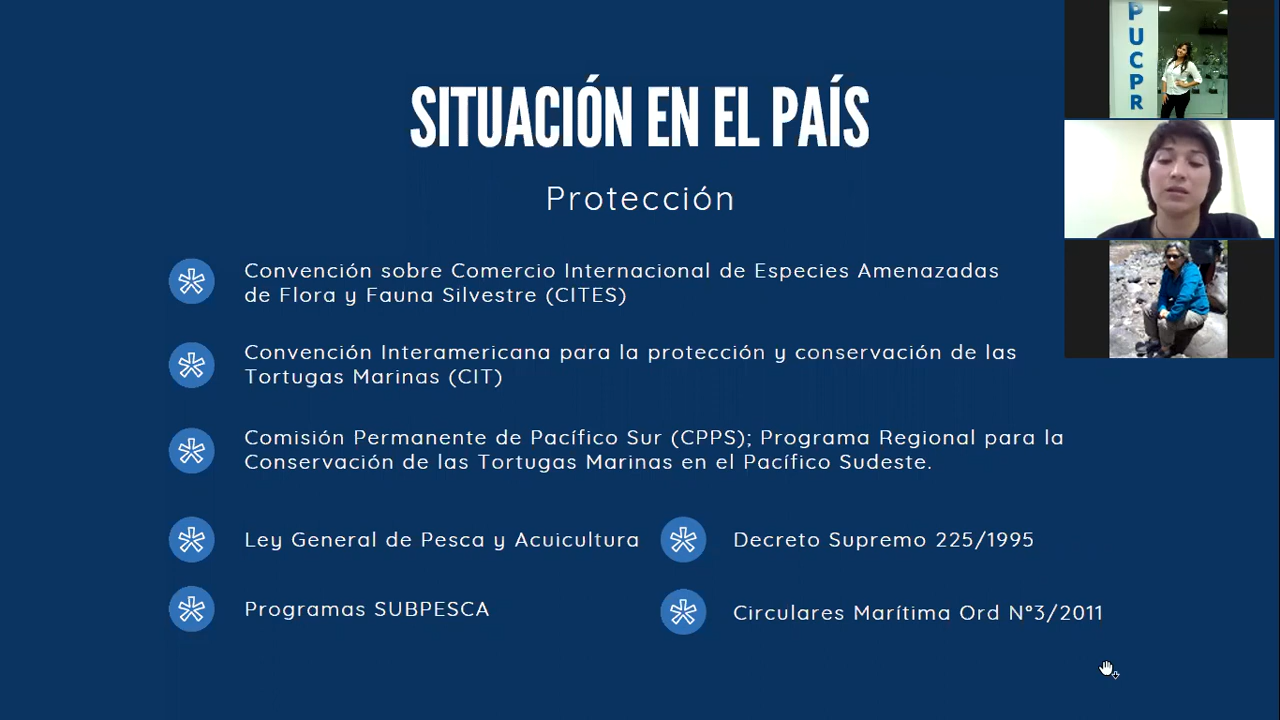 SITUACIÓN EN EL PAÍS
Protección
Convención sobre Comercio Internacional de Especies Amenazadas
de Flora y Fauna Silvestre (CITES)
Convención Interamericana para la protección y conservación de las
Tortugas Marinas (CIT)
Comisión Permanente de Pacífico Sur (CPPS); Programa Regional para la
Conservación de las Tortugas Marinas en el Pacífico Sudeste.
Ley General de Pesca y Acuicultura
Decreto Supremo 225/1995
Programas SUBPESCA
Circulares Marítima Ord N°3/2011
PUCPR